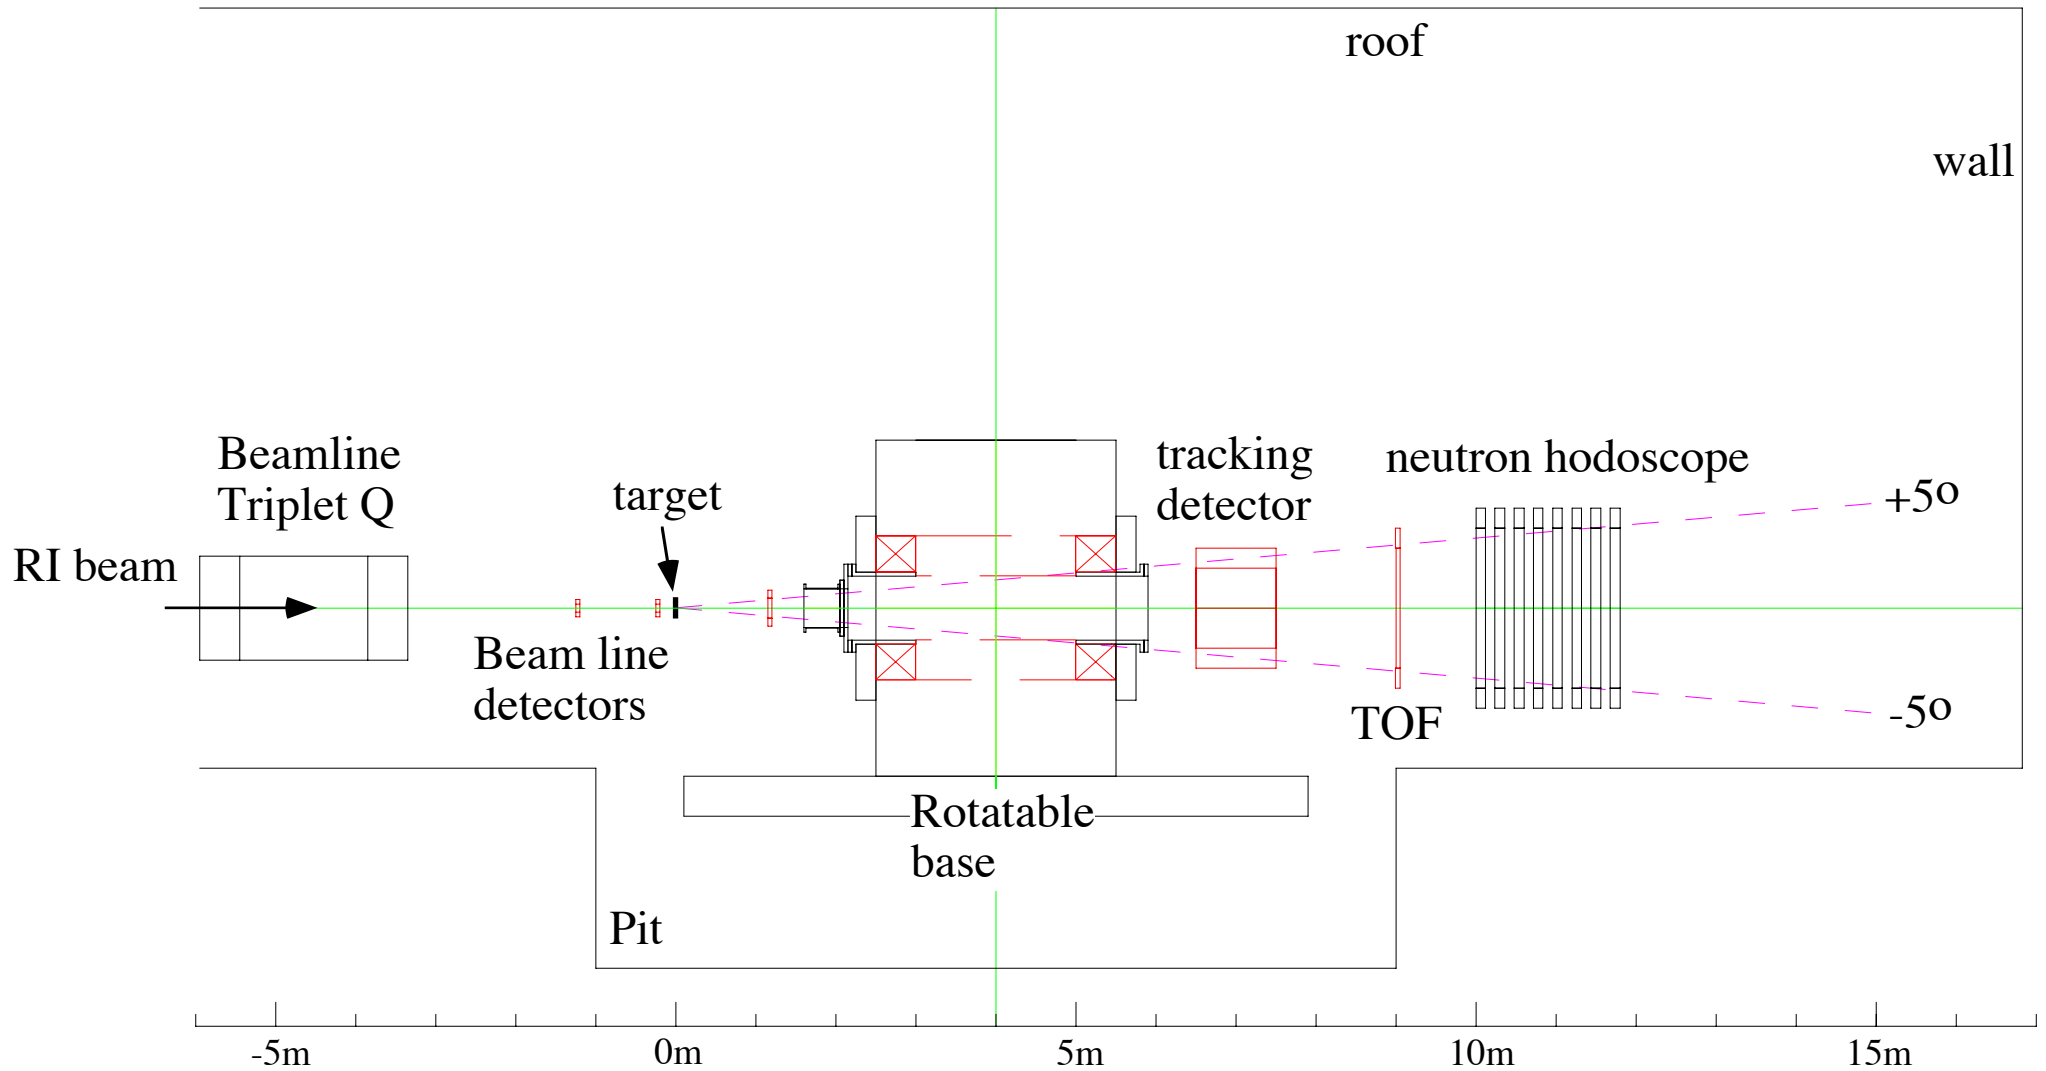 roof
wall
Beamline
Triplet Q
target
tracking
detector
neutron hodoscope
+5o
RI beam
Beam line
detectors
TOF
-5o
Rotatable
base
Pit
-5m
0m
5m
10m
15m